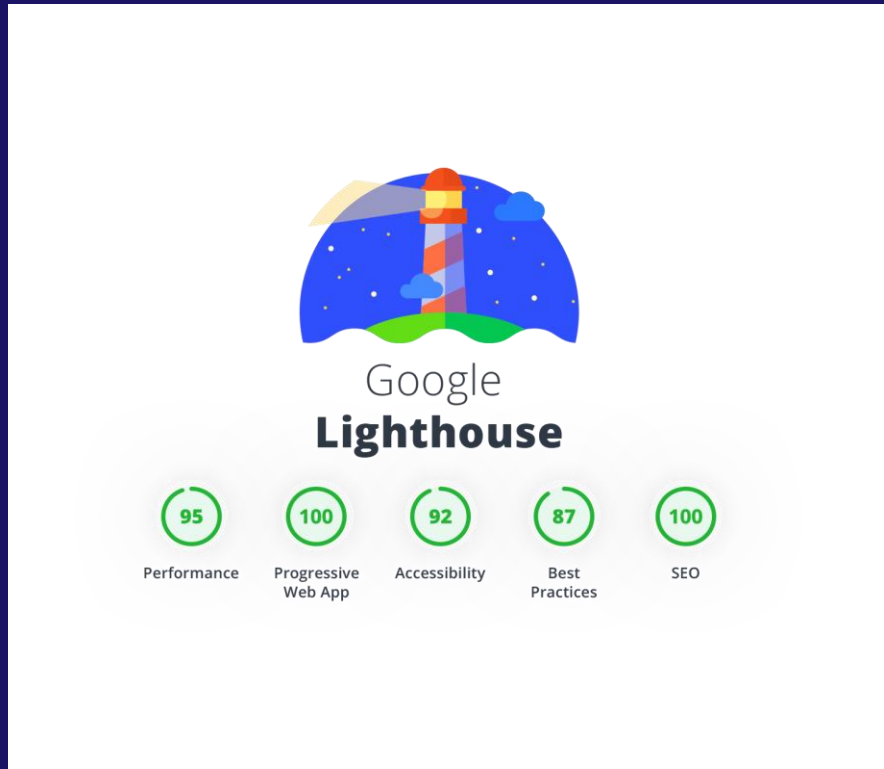 Google
Lighthouse
95
100
92
87
100
Performance
Progressive
Web App
Accessibility
Best
Practices
SEO